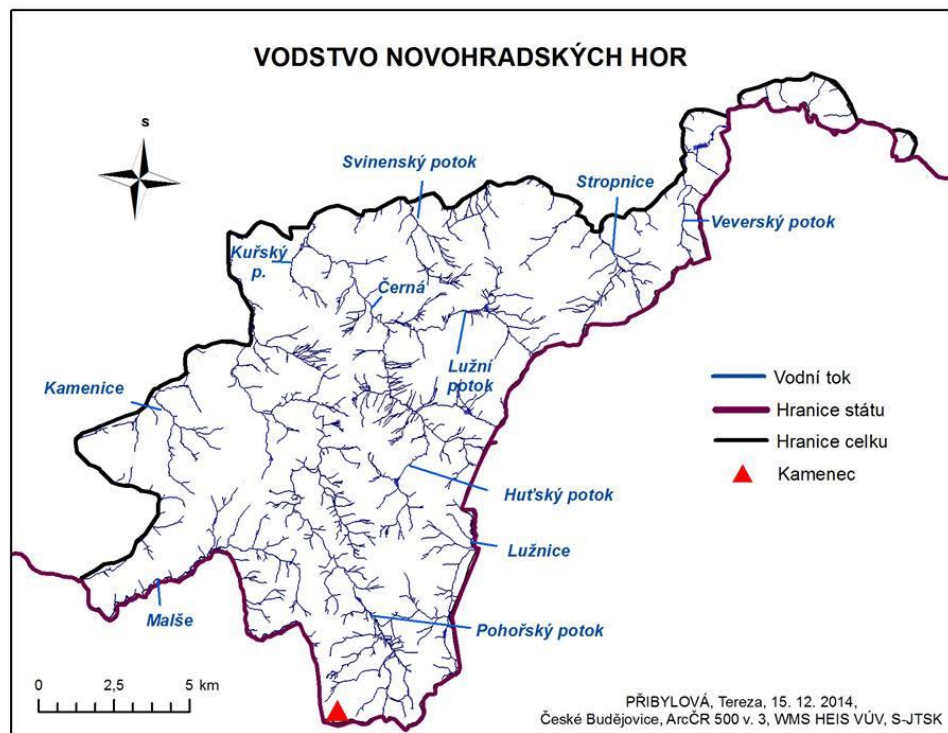 VODSTVO NOVOHRADSKÝCH HOR
s
Svinenský potok
Stropnice
Veverský potok
Kuřský
p.
Černá
Lužní
potok
Kamenice
Vodní tok
Hranice státu
Hranice celku
Kamenec
Huťský potok
Lužnice
Malše
Pohořský potok
0 2,5 5 km
PŘIBYLOVÁ, Tereza, 15. 12. 2014,
České Budějovice, ArcČR 500 v. 3, WMS HEIS VÚV, S-JTSK